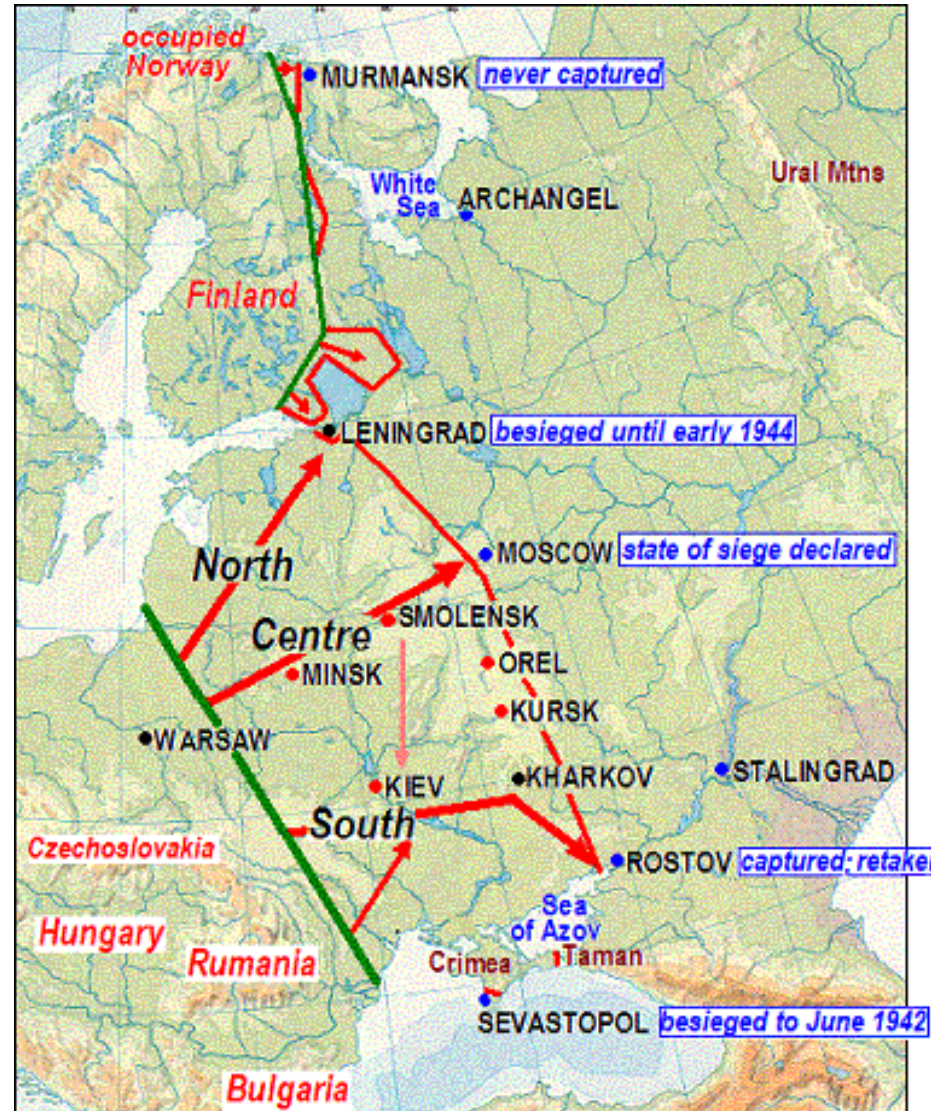 occupied
Norway
MURMANSK never captured
Ural Mtns
White
Sea
ARCHANGEL
Finland
LENINGRAD besieged until early 1944
MOSCOW state of siege declared
North
SMOLENSK
Centre
MINSK
OREL
KURSK
WARSAW
STALINGRAD
KHARKOV
KIEV
South
Czechoslovakia
ROSTOV captured; retaken
Sea
of Azov
Hungary
Taman
Crimea
Rumania
SEVASTOPOL besieged to June 1942
Bulgaria